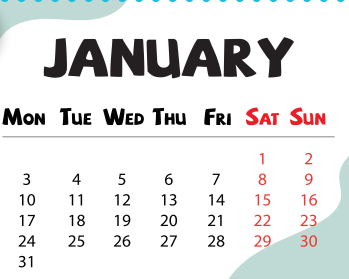 JANUARY
MON TUE WED THU FRI SAT SUN
1 2
3 4 5 6 7 8 9
10 11 12 13 14 15 16
17 18 19 20 21 22 23
24 25 26 27 28 29 30
31